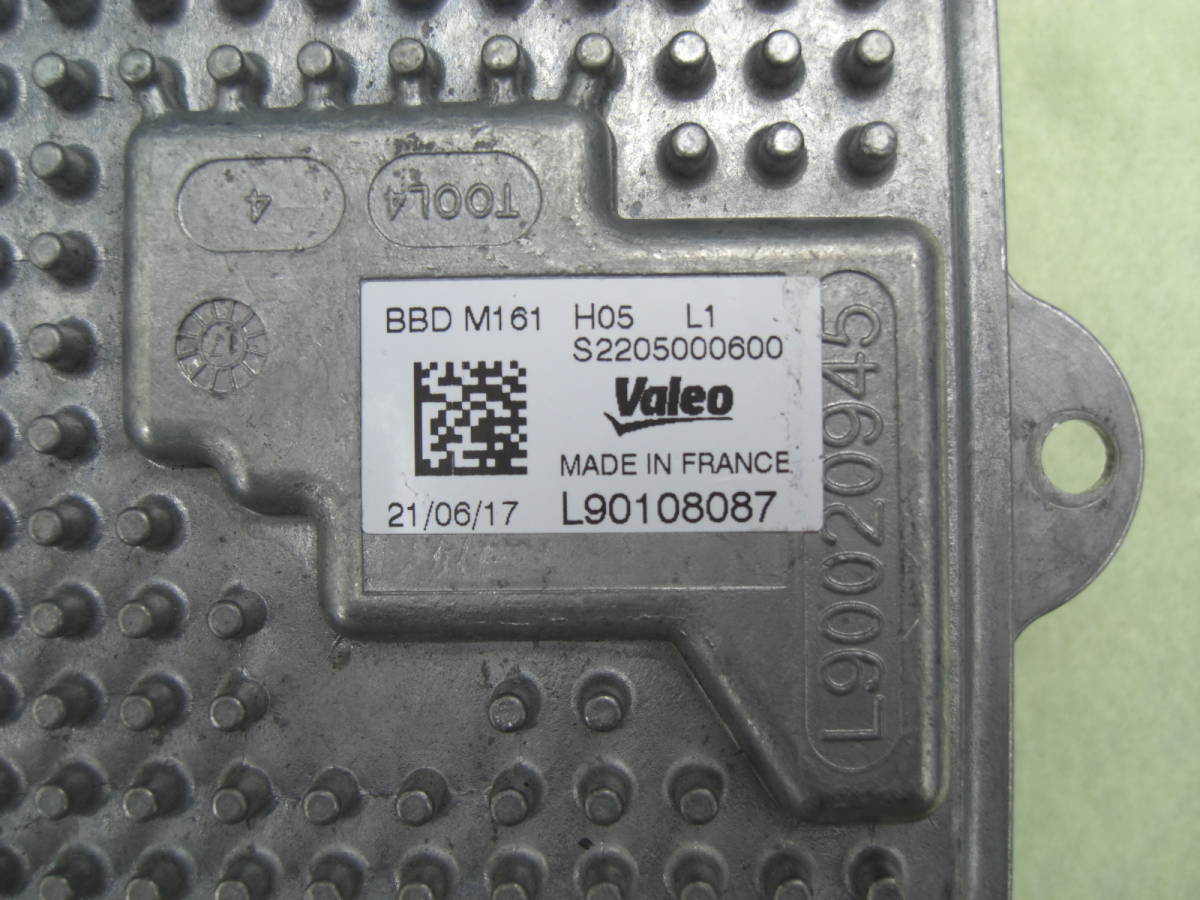 4
TOOL4
BBD M161 H05 L1
S2205000600
Valeo
MADE IN FRANCE
21/06/17 L90108087
L90020945